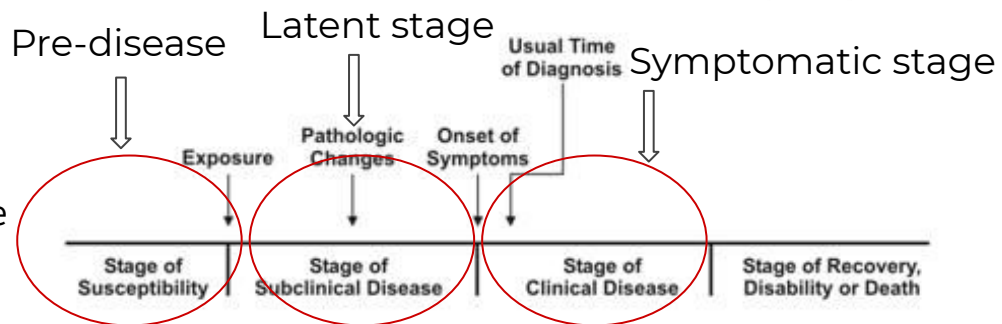 Pre-disease
Latent stage
Usual Time
of Diagnosis
Symptomatic stage
Exposure
Pathologic
Changes
Onset of
Symptoms
e
Stage of
Susceptibility
Stage of
Subclinical Disease
Stage of
Clinical Disease
Stage of Recovery,
Disability or Death